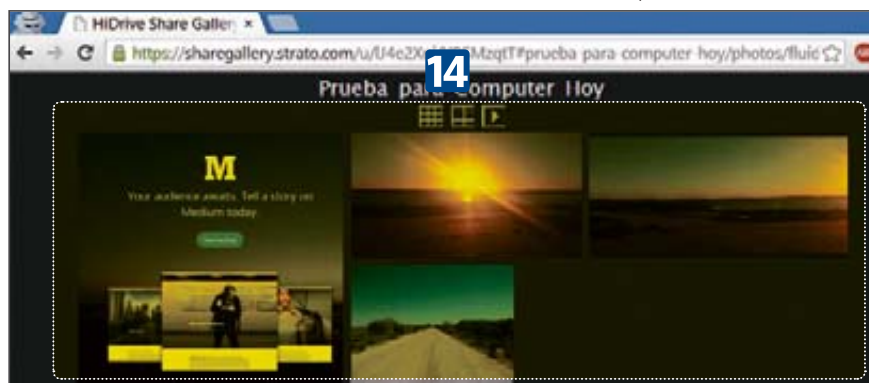 HiDrive Share Gallery
https://sharegallery.strato.com/u/U4e2X MzqtT#prueba para computer hoy/photos/fluid
14
Prueba para Computer Hoy
M
Your audience awaits. Tell a story on
Medium today.